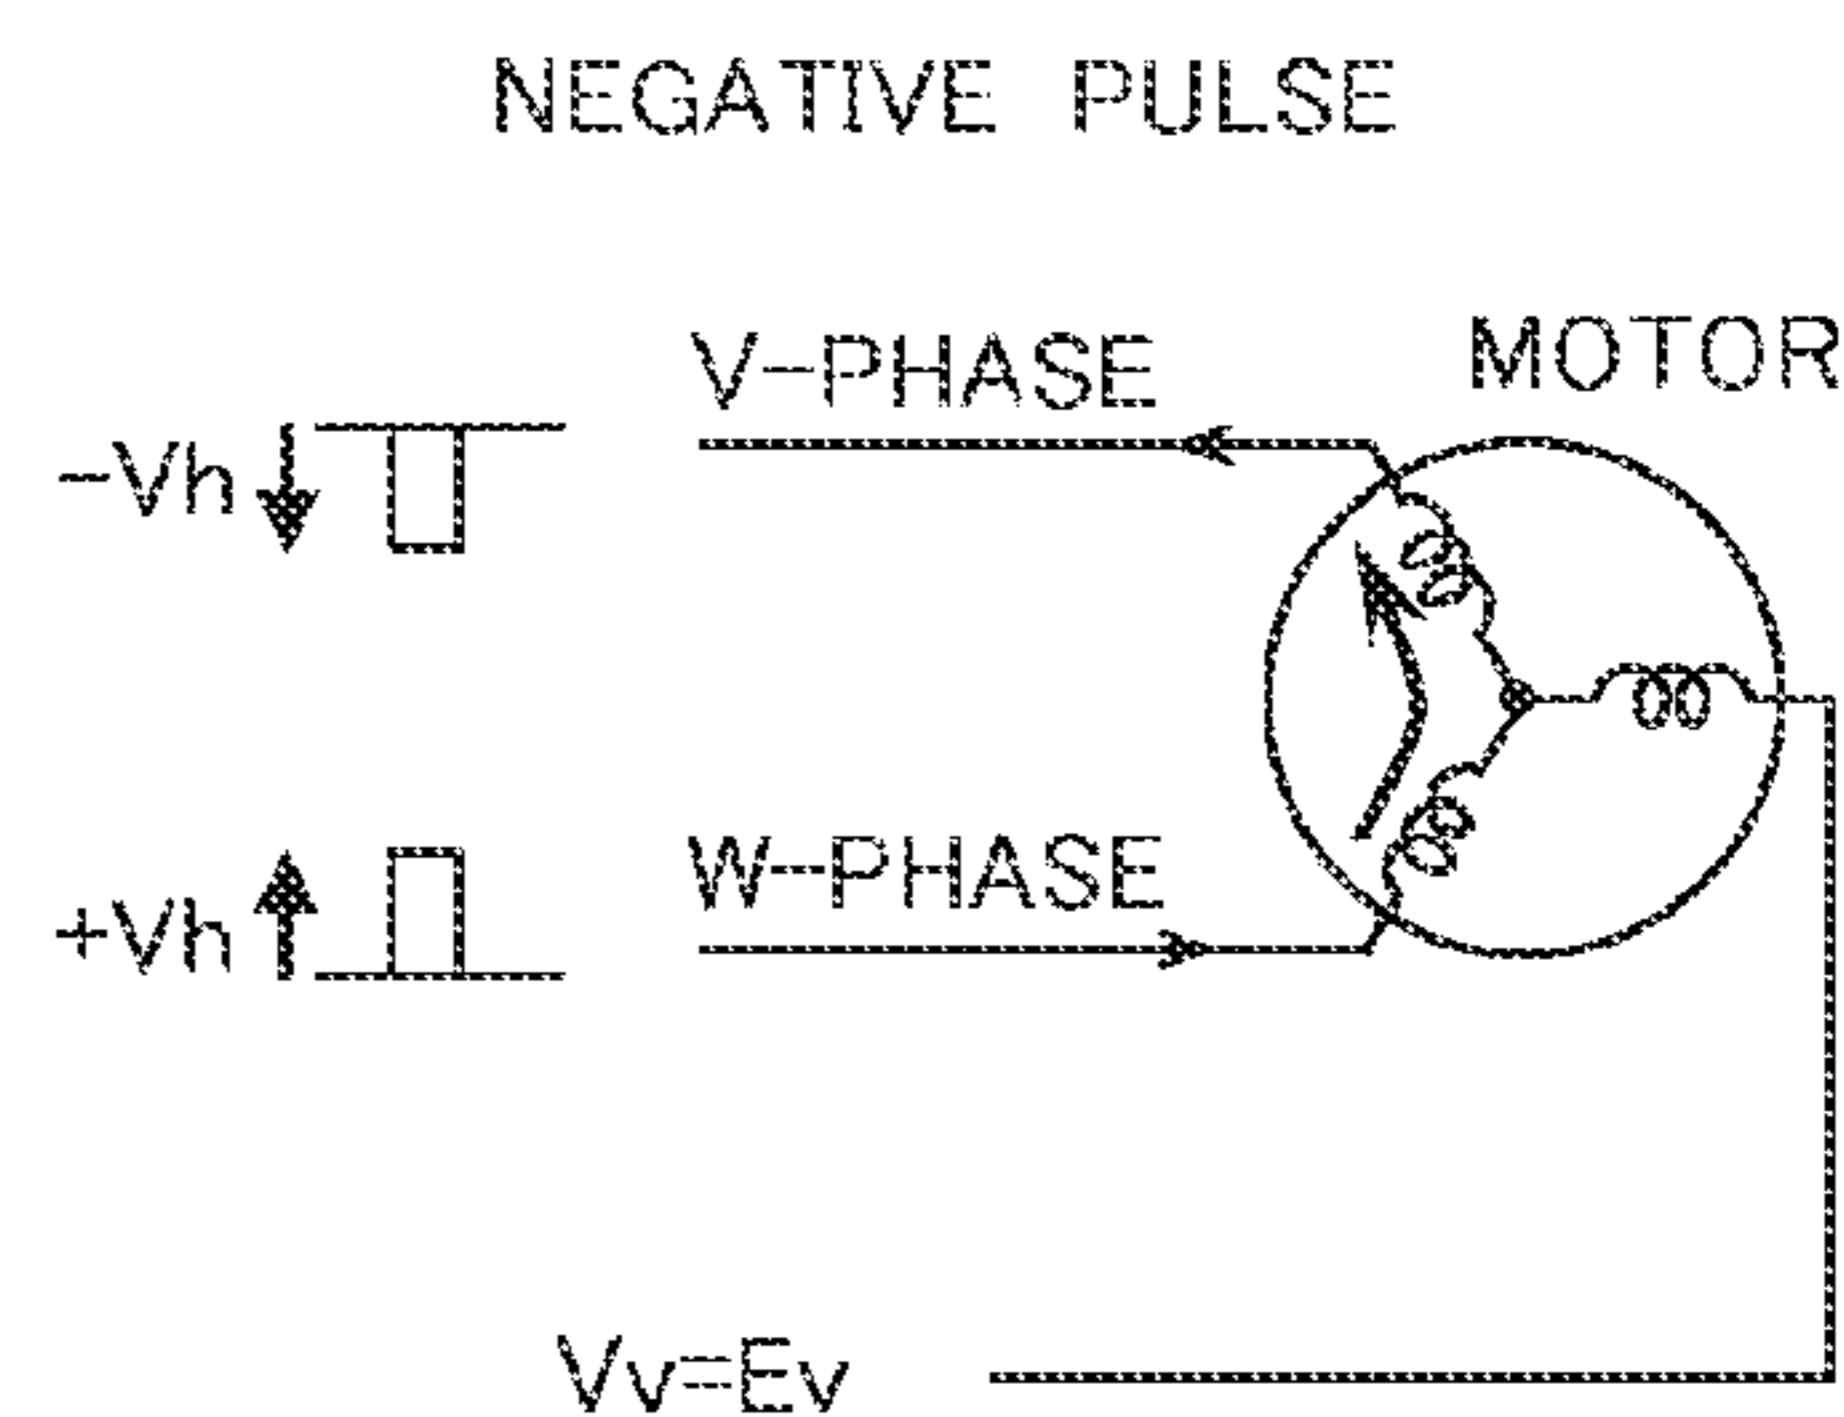 NEGATIVE PULSE
V-PHASE
MOTOR
-Vh
W-PHASE
+Vh
Vv=Ev